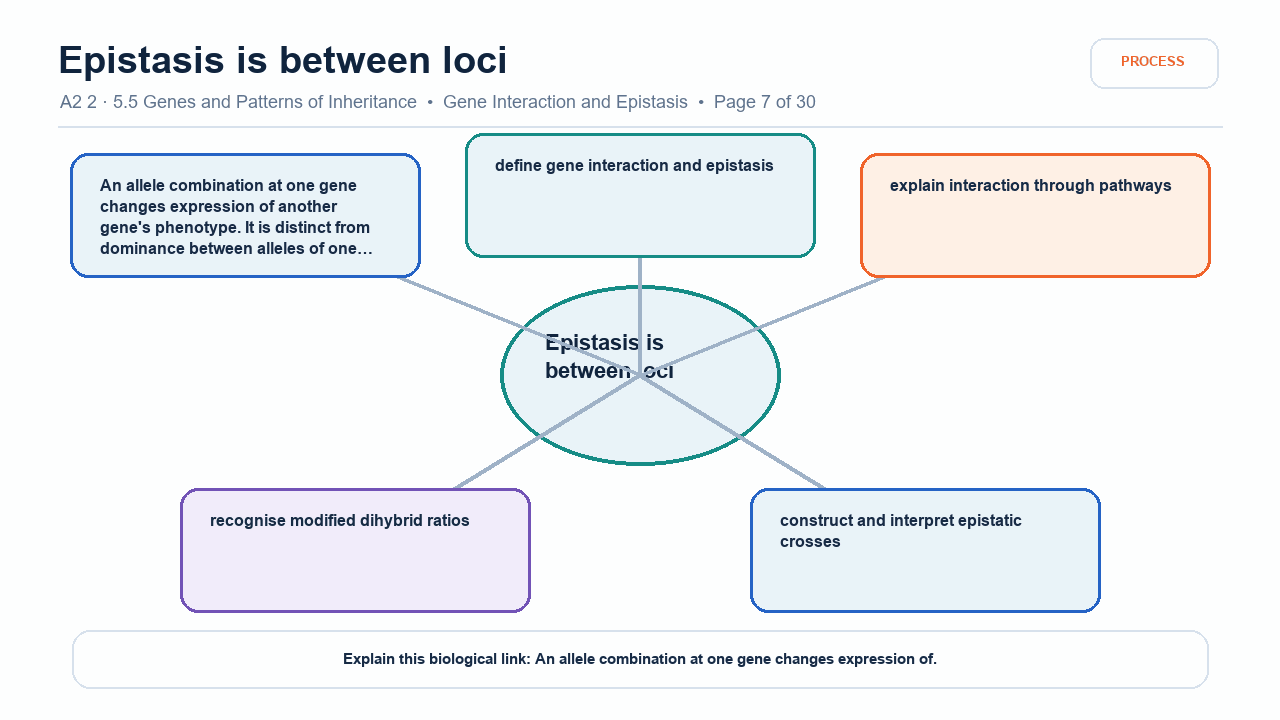 Epistasis is between loci
PROCESS
A2 2 · 5.5 Genes and Patterns of Inheritance • Gene Interaction and Epistasis • Page 7 of 30
An allele combination at one gene
changes expression of another
gene's phenotype. It is distinct from
dominance between alleles of one…
define gene interaction and epistasis
explain interaction through pathways
Epistasis is
between loci
recognise modified dihybrid ratios
construct and interpret epistatic
crosses
Explain this biological link: An allele combination at one gene changes expression of.